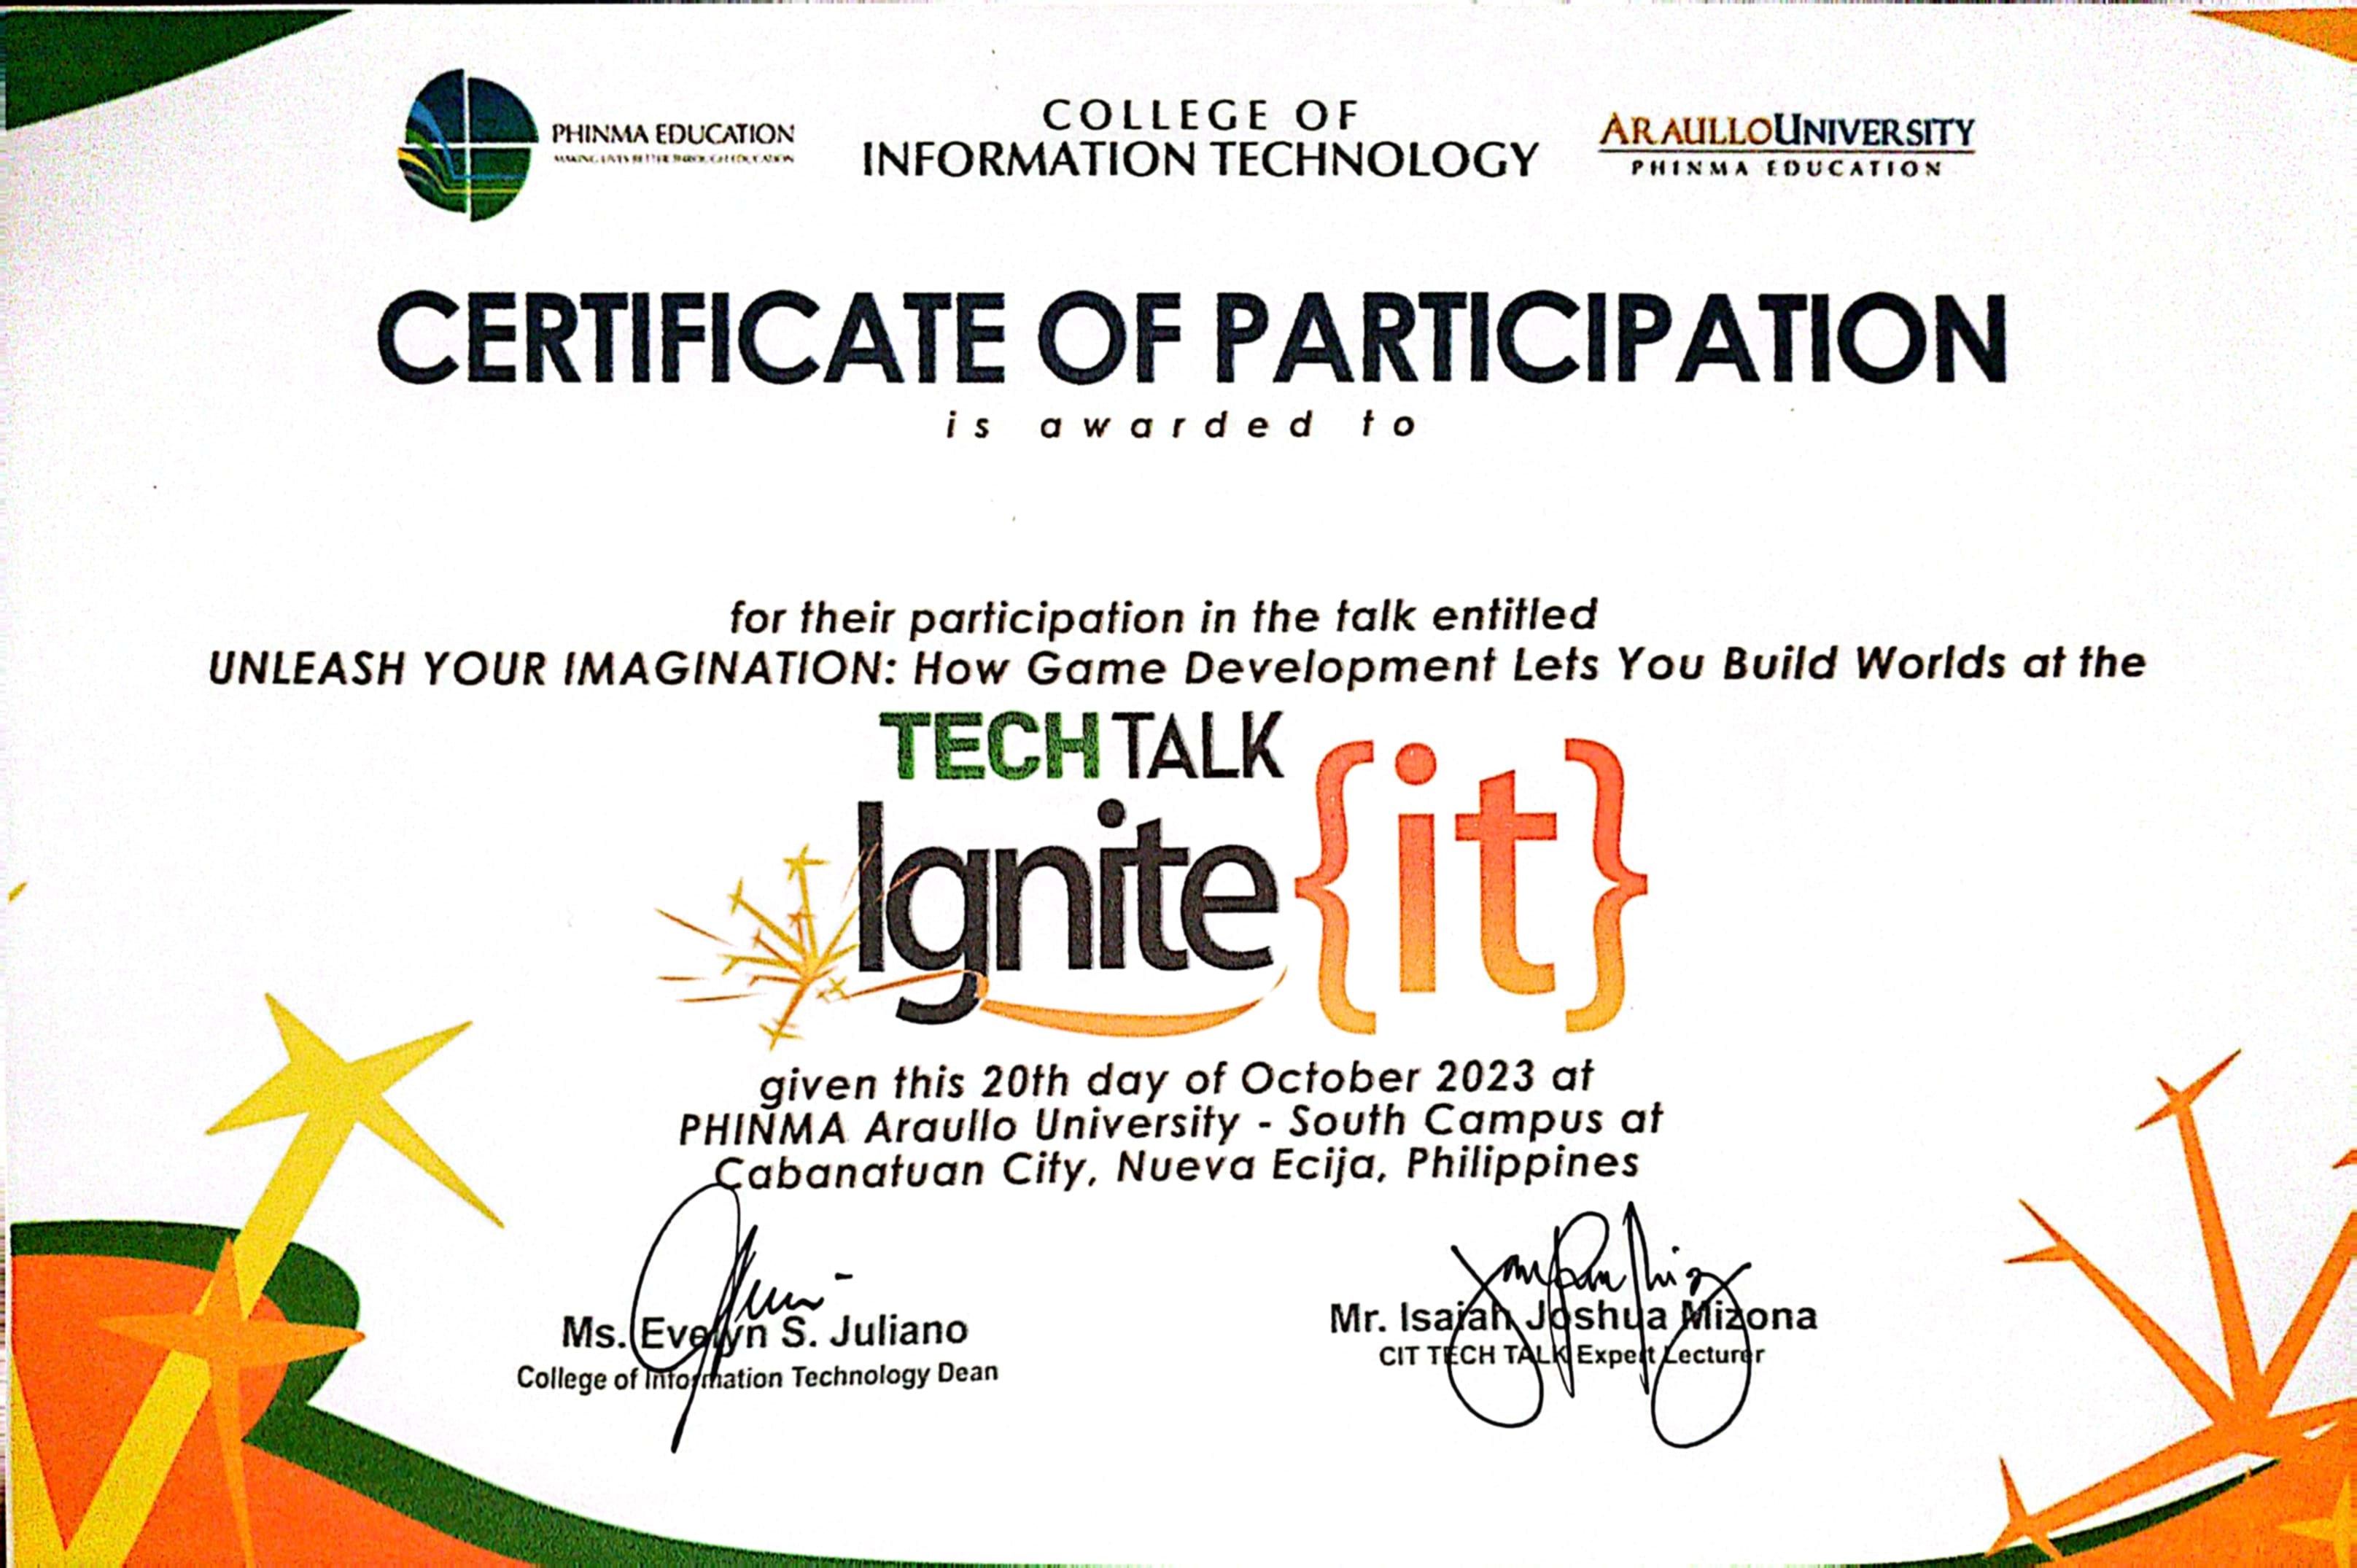 PHINMA EDUCATION
MAKING LIVES BETTER THROUGH EDUCATION
COLLEGE OF
INFORMATION TECHNOLOGY
ARAULLO UNIVERSITY
PHINMA EDUCATION
CERTIFICATE OF PARTICIPATION
is awarded to
for their participation in the talk entitled
UNLEASH YOUR IMAGINATION: How Game Development Lets You Build Worlds at the
TECH TALK
Ignite {it}
given this 20th day of October 2023 at
PHINMA Araullo University - South Campus at
Cabanatuan City, Nueva Ecija, Philippines
Ms. Evelyn S. Juliano
College of Information Technology Dean
Mr. Isaiah Joshua Mizona
CIT TECH TALK Expert Lecturer